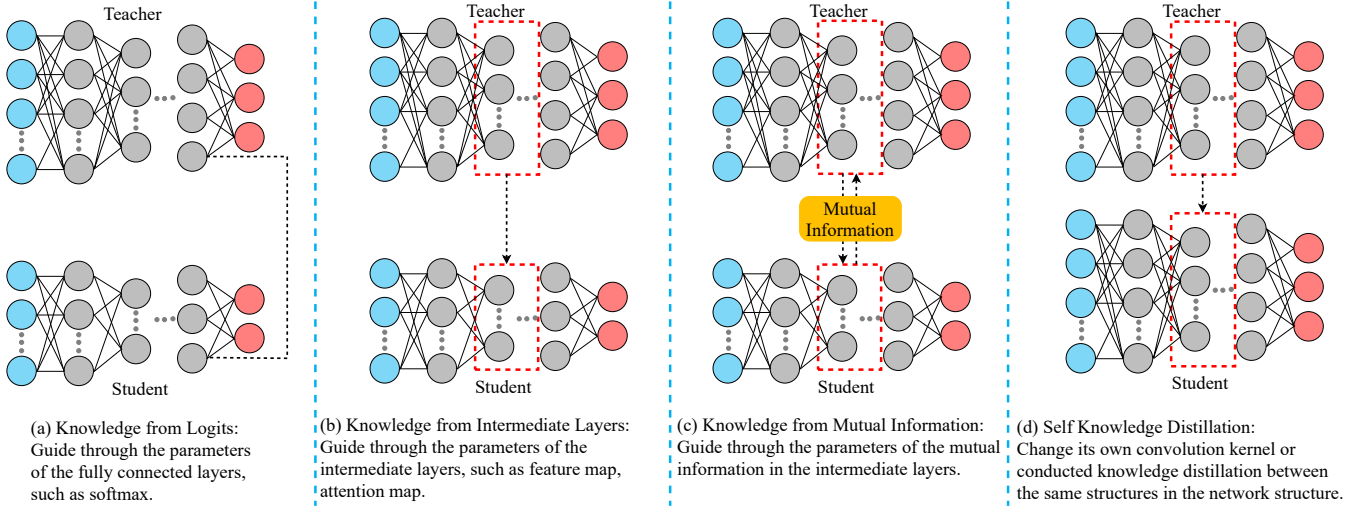 Teacher
Student
(a) Knowledge from Logits:
Guide through the parameters
of the fully connected layers,
such as softmax.
Teacher
Student
(b) Knowledge from Intermediate Layers:
Guide through the parameters of the
intermediate layers, such as feature map,
attention map.
Teacher
Mutual
Information
Student
(c) Knowledge from Mutual Information:
Guide through the parameters of the mutual
information in the intermediate layers.
Teacher
Student
(d) Self Knowledge Distillation:
Change its own convolution kernel or
conducted knowledge distillation between
the same structures in the network structure.